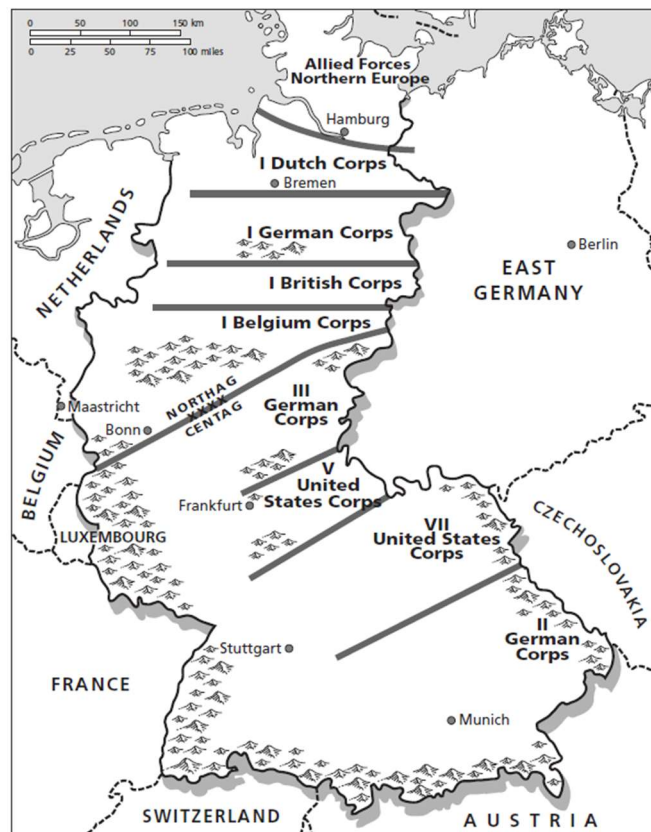 0 50 100 150 km
0 25 50 75 100 miles
Allied Forces
Northern Europe
Hamburg
I Dutch Corps
Bremen
I German Corps
Berlin
NETHERLANDS
EAST
GERMANY
I British Corps
I Belgium Corps
NORTHAG
XXXX
CENTAG
III
German
Corps
Maastricht
Bonn
BELGIUM
V
United
States Corps
Frankfurt
LUXEMBOURG
VII
United States
Corps
CZECHOSLOVAKIA
II
German
Corps
Stuttgart
FRANCE
Munich
SWITZERLAND
AUSTRIA